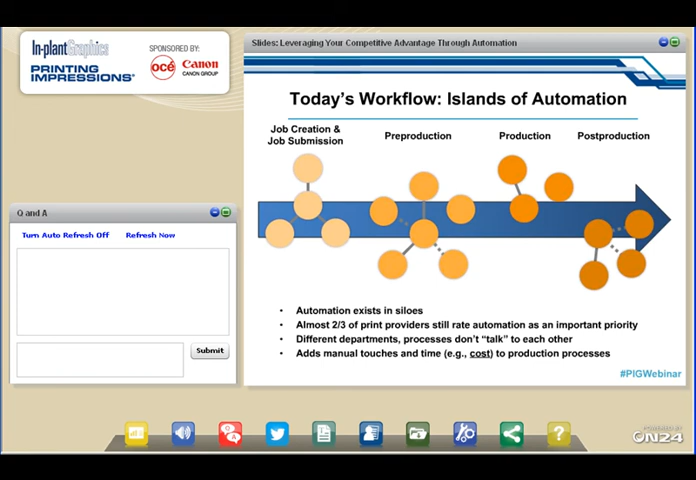 In-plantGraphics
PRINTING
IMPRESSIONS®
SPONSORED BY:
océ
Canon
CANON GROUP
Slides: Leveraging Your Competitive Advantage Through Automation
Today's Workflow: Islands of Automation
Job Creation &
Job Submission
Preproduction
Production
Postproduction
• Automation exists in siloes
• Almost 2/3 of print providers still rate automation as an important priority
• Different departments, processes don't "talk" to each other
• Adds manual touches and time (e.g., cost) to production processes
#PIGWebinar
Q and A
Turn Auto Refresh Off
Refresh Now
Submit
Q
A
?
POWERED BY
ON24